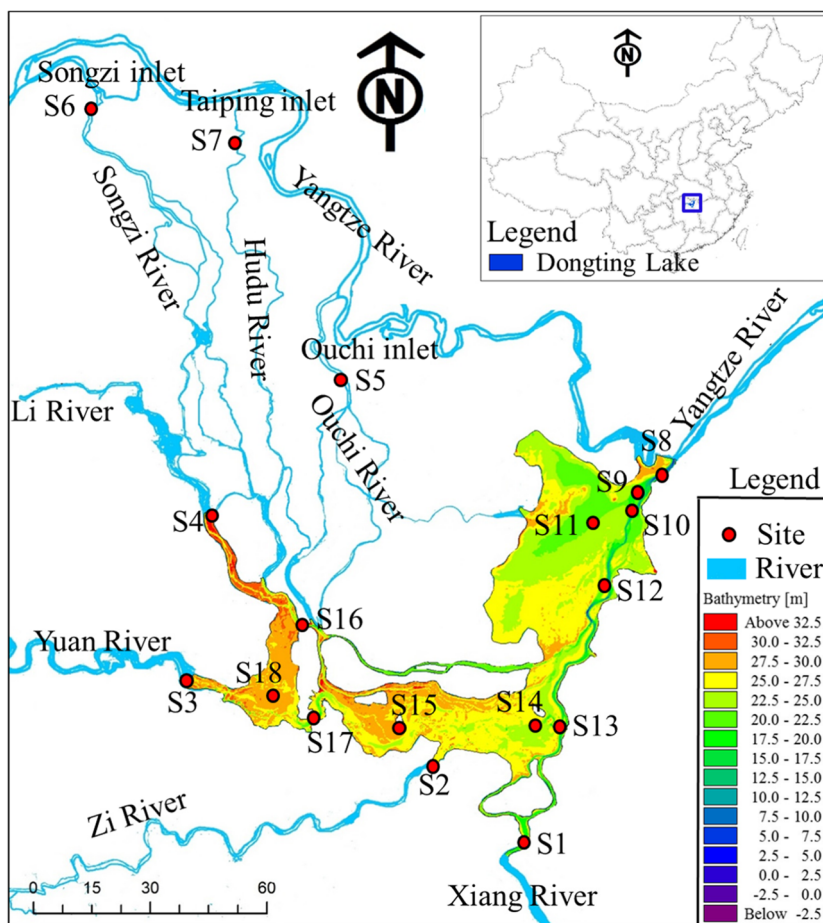 Songzi inlet
S6
Taiping inlet
S7
N
N
Legend
Dongting Lake
Songzi River
Hudu River
Yangtze River
Ouchi inlet
S5
Ouchi River
Li River
Yangtze River
S8
S9
S10
S11
S12
S4
S16
Yuan River
S3
S18
S17
S15
S14
S13
S2
Zi River
S1
Xiang River
0 15 30 60
Legend
Site
River
Bathymetry [m]
Above 32.5
30.0 - 32.5
27.5 - 30.0
25.0 - 27.5
22.5 - 25.0
20.0 - 22.5
17.5 - 20.0
15.0 - 17.5
12.5 - 15.0
10.0 - 12.5
7.5 - 10.0
5.0 - 7.5
2.5 - 5.0
0.0 - 2.5
-2.5 - 0.0
Below -2.5